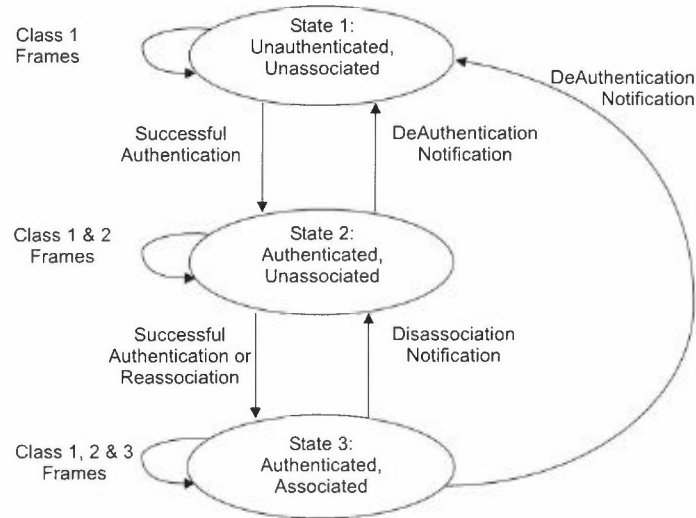 Class 1
Frames
State 1:
Unauthenticated,
Unassociated
DeAuthentication
Notification
Successful
Authentication
DeAuthentication
Notification
Class 1 & 2
Frames
State 2:
Authenticated,
Unassociated
Successful
Authentication or
Reassociation
Disassociation
Notification
Class 1, 2 & 3
Frames
State 3:
Authenticated,
Associated